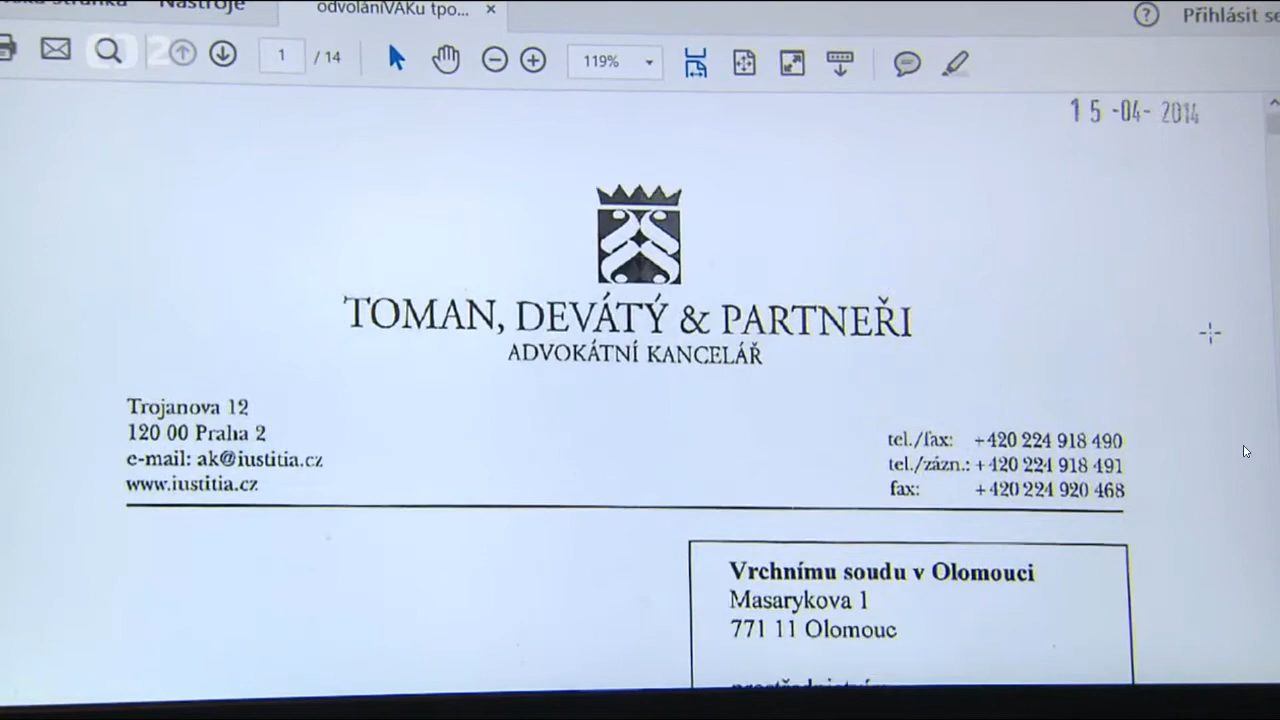 Nástroje
odvoláníVAKu tpo...
Přihlásit se
1 / 14
119%
15 -04- 2014
TOMAN, DEVÁTÝ & PARTNEŘI
ADVOKÁTNÍ KANCELÁŘ
Trojanova 12
120 00 Praha 2
e-mail: ak@iustitia.cz
www.iustitia.cz
tel./fax: +420 224 918 490
tel./zázn.: +420 224 918 491
fax: +420 224 920 468
Vrchnímu soudu v Olomouci
Masarykova 1
771 11 Olomouc